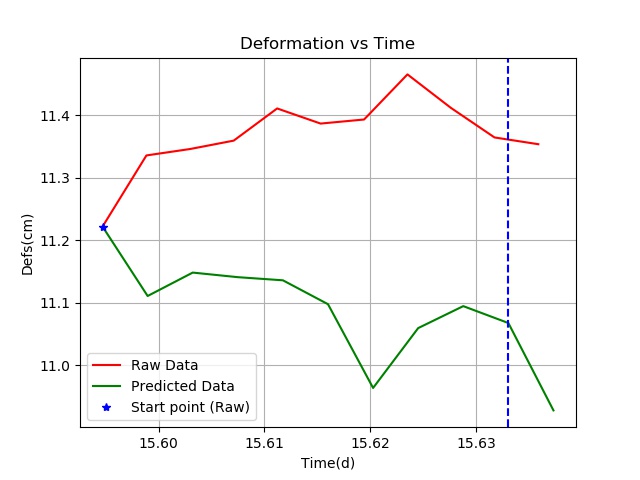 Deformation vs Time
Defs(cm)
11.4
11.3
11.2
11.1
11.0
Raw Data
Predicted Data
Start point (Raw)
15.60 15.61 15.62 15.63
Time(d)